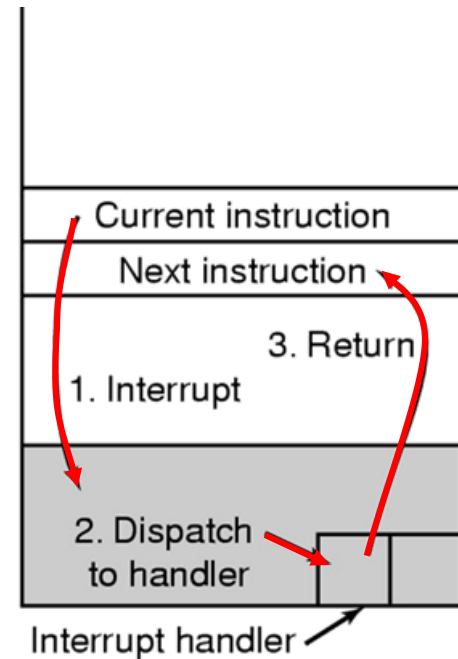 Current instruction
Next instruction
3. Return
1. Interrupt
2. Dispatch
to handler
Interrupt handler